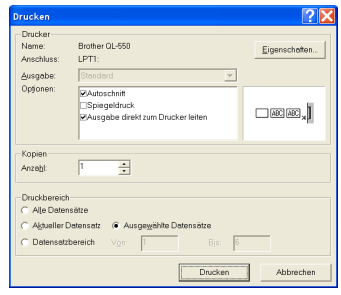 Drucken
Drucker
Name: Brother QL-550
Eigenschaften...
Anschluss: LPT1:
Ausgabe: Standard
Optionen:
Autoschnitt
Spiegeldruck
Ausgabe direkt zum Drucker leiten
ABC ABC
Kopien
Anzahl: 1
Druckbereich
Alle Datensätze
Aktueller Datensatz Ausgewählte Datensätze
Datensatzbereich Von: 1 Bis: 6
Drucken Abbrechen